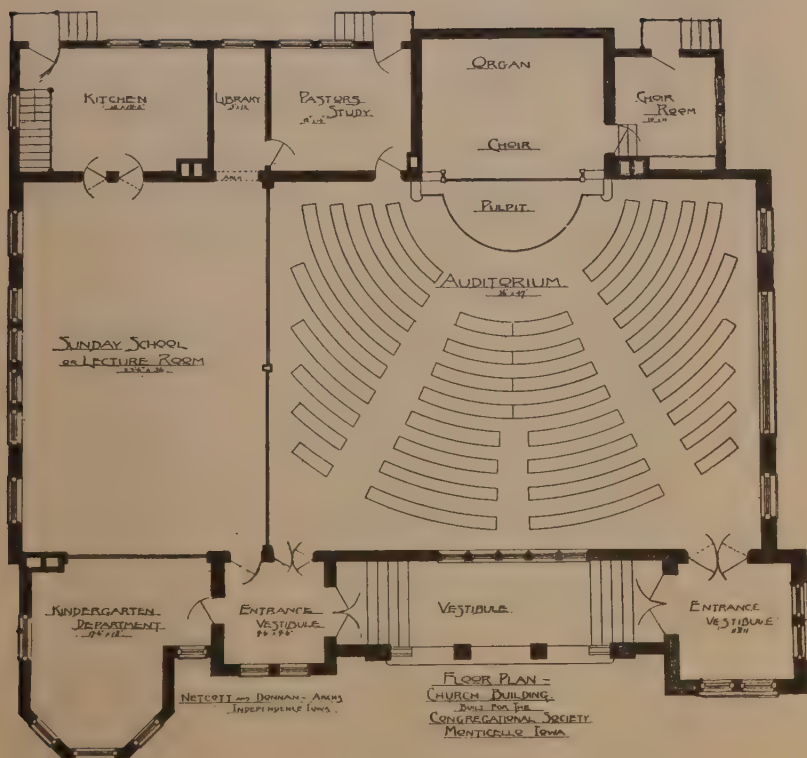 KITCHEN
LIBRARY
PASTORS
STUDY.
ORGAN
CHOIR
CHOIR
ROOM
ARCH
PULPIT.
AUDITORIUM.
SUNDAY SCHOOL
OR LECTURE ROOM
KINDERGARTEN
DEPARTMENT
ENTRANCE
VESTIBULE
VESTIBULE.
ENTRANCE
VESTIBULE
NETCOTT AND DONNAN - ARCHS
INDEPENDENCE IOWA.
FLOOR PLAN -
CHURCH BUILDING.
BUILT FOR THE
CONGREGATIONAL SOCIETY
MONTICELLO IOWA